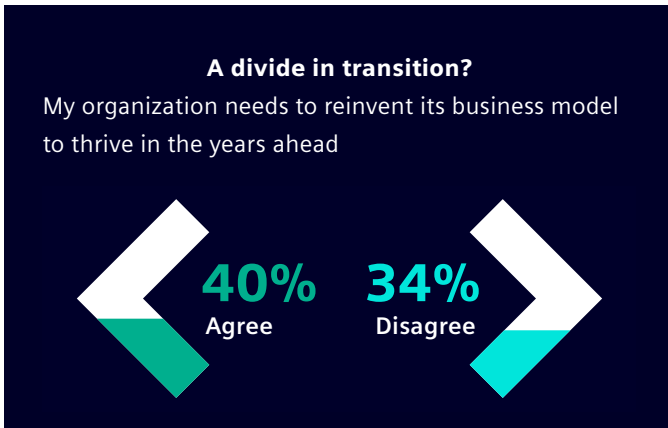 A divide in transition?
My organization needs to reinvent its business model
to thrive in the years ahead
40% 34%
Agree Disagree